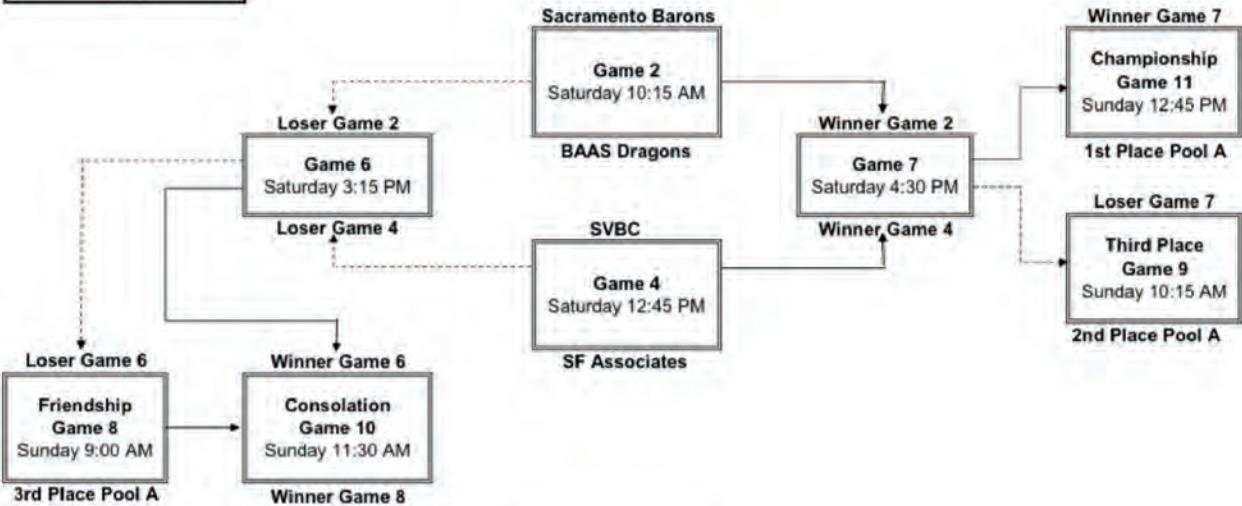 Sacramento Barons
Game 2
Saturday 10:15 AM
BAAS Dragons
Winner Game 7
Championship
Game 11
Sunday 12:45 PM
1st Place Pool A
Loser Game 2
Game 6
Saturday 3:15 PM
Loser Game 4
Winner Game 2
Game 7
Saturday 4:30 PM
Winner Game 4
SVBC
Game 4
Saturday 12:45 PM
SF Associates
Loser Game 7
Third Place
Game 9
Sunday 10:15 AM
2nd Place Pool A
Loser Game 6
Friendship
Game 8
Sunday 9:00 AM
3rd Place Pool A
Winner Game 6
Consolation
Game 10
Sunday 11:30 AM
Winner Game 8